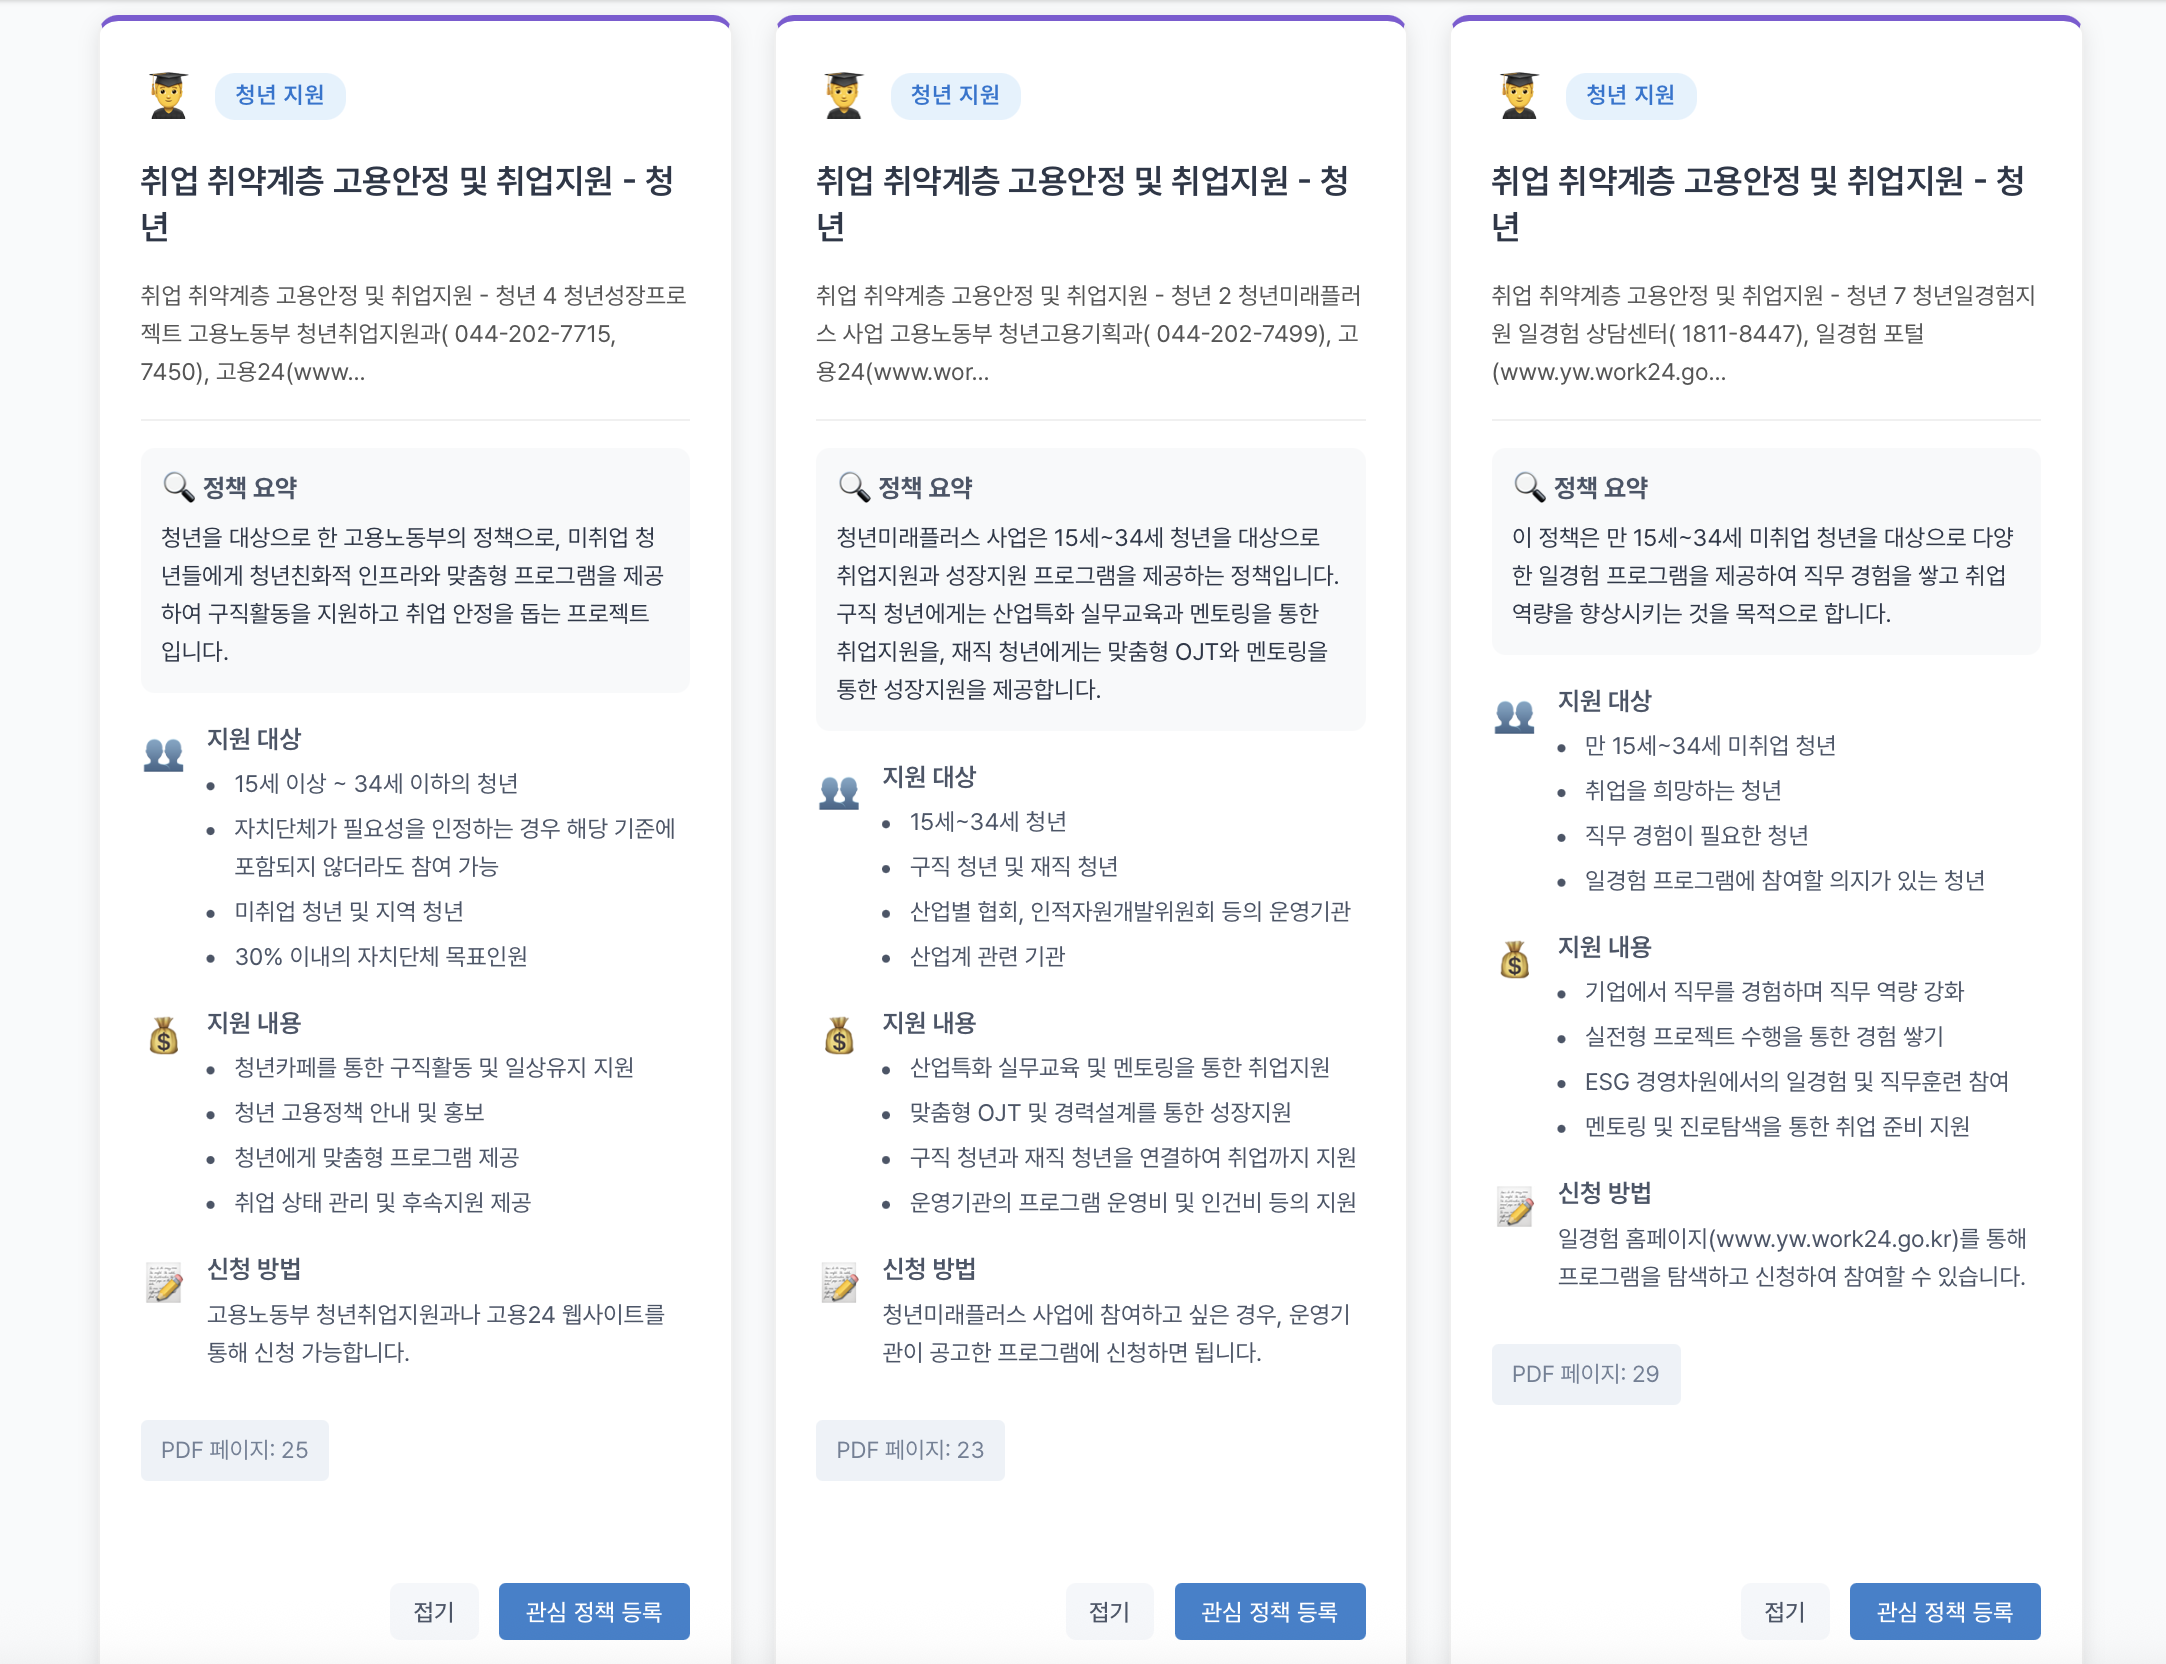 청년 지원
취업 취약계층 고용안정 및 취업지원 - 청
년
취업 취약계층 고용안정 및 취업지원 - 청년 4 청년성장프로
젝트 고용노동부 청년취업지원과( 044-202-7715,
7450), 고용24(www...
정책 요약
청년을 대상으로 한 고용노동부의 정책으로, 미취업 청
년들에게 청년친화적 인프라와 맞춤형 프로그램을 제공
하여 구직활동을 지원하고 취업 안정을 돕는 프로젝트
입니다.
지원 대상
• 15세 이상 ~ 34세 이하의 청년
• 자치단체가 필요성을 인정하는 경우 해당 기준에
포함되지 않더라도 참여 가능
• 미취업 청년 및 지역 청년
• 30% 이내의 자치단체 목표인원
지원 내용
• 청년카페를 통한 구직활동 및 일상유지 지원
• 청년 고용정책 안내 및 홍보
• 청년에게 맞춤형 프로그램 제공
• 취업 상태 관리 및 후속지원 제공
신청 방법
고용노동부 청년취업지원과나 고용24 웹사이트를
통해 신청 가능합니다.
PDF 페이지: 25
접기
관심 정책 등록
청년 지원
취업 취약계층 고용안정 및 취업지원 - 청
년
취업 취약계층 고용안정 및 취업지원 - 청년 2 청년미래플러
스 사업 고용노동부 청년고용기획과( 044-202-7499), 고
용24(www.wor...
정책 요약
청년미래플러스 사업은 15세~34세 청년을 대상으로
취업지원과 성장지원 프로그램을 제공하는 정책입니다.
구직 청년에게는 산업특화 실무교육과 멘토링을 통한
취업지원을, 재직 청년에게는 맞춤형 OJT와 멘토링을
통한 성장지원을 제공합니다.
지원 대상
• 15세~34세 청년
• 구직 청년 및 재직 청년
• 산업별 협회, 인적자원개발위원회 등의 운영기관
• 산업계 관련 기관
지원 내용
• 산업특화 실무교육 및 멘토링을 통한 취업지원
• 맞춤형 OJT 및 경력설계를 통한 성장지원
• 구직 청년과 재직 청년을 연결하여 취업까지 지원
• 운영기관의 프로그램 운영비 및 인건비 등의 지원
신청 방법
청년미래플러스 사업에 참여하고 싶은 경우, 운영기
관이 공고한 프로그램에 신청하면 됩니다.
PDF 페이지: 23
접기
관심 정책 등록
청년 지원
취업 취약계층 고용안정 및 취업지원 - 청
년
취업 취약계층 고용안정 및 취업지원 - 청년 7 청년일경험지
원 일경험 상담센터( 1811-8447), 일경험 포털
(www.yw.work24.go...
정책 요약
이 정책은 만 15세~34세 미취업 청년을 대상으로 다양
한 일경험 프로그램을 제공하여 직무 경험을 쌓고 취업
역량을 향상시키는 것을 목적으로 합니다.
지원 대상
• 만 15세~34세 미취업 청년
• 취업을 희망하는 청년
• 직무 경험이 필요한 청년
• 일경험 프로그램에 참여할 의지가 있는 청년
지원 내용
• 기업에서 직무를 경험하며 직무 역량 강화
• 실전형 프로젝트 수행을 통한 경험 쌓기
• ESG 경영차원에서의 일경험 및 직무훈련 참여
• 멘토링 및 진로탐색을 통한 취업 준비 지원
신청 방법
일경험 홈페이지(www.yw.work24.go.kr)를 통해
프로그램을 탐색하고 신청하여 참여할 수 있습니다.
PDF 페이지: 29
접기
관심 정책 등록